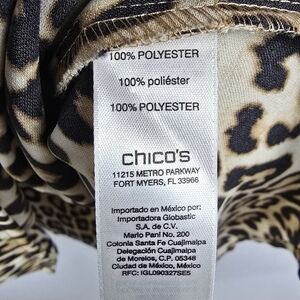 100% POLYESTER
100% poliéster
100% POLYESTER
chico's
11215 METRO PARKWAY
FORT MYERS, FL 33966
Importado en México por:
Importadora Globastic
S.A. de C.V.
Mario Pani No. 200
Colonia Santa Fe Cuajimalpa
Delegación Cuajimalpa
de Morelos, C.P. 05348
Ciudad de México, México
RFC: IGL090327SE5